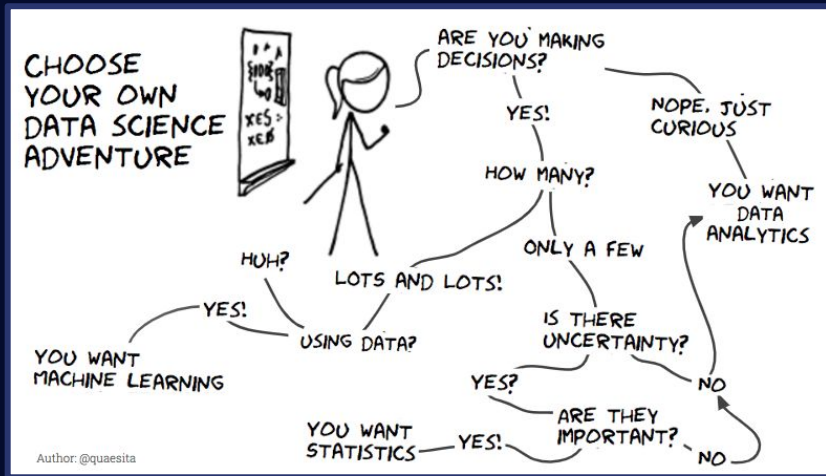 CHOOSE
YOUR OWN
DATA SCIENCE
ADVENTURE
ARE YOU MAKING
DECISIONS?
YES!
NOPE, JUST
CURIOUS
HOW MANY?
YOU WANT
DATA
ANALYTICS
ONLY A FEW
HUH?
LOTS AND LOTS!
YES!
USING DATA?
IS THERE
UNCERTAINTY?
YOU WANT
MACHINE LEARNING
YES?
NO
ARE THEY
IMPORTANT?
YOU WANT
STATISTICS
YES!
NO
Author: @quaesita